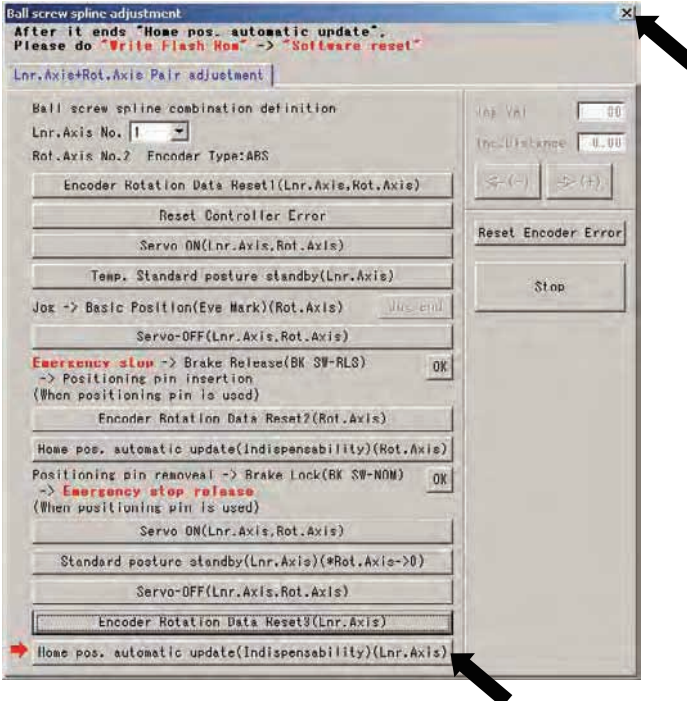 Ball screw spline adjustment
After it ends "Home pos. automatic update",
Please do "Write Flash Rom" -> "Software reset"
Lnr.Axis+Rot.Axis Pair adjustment
Ball screw spline combination definition
Lnr.Axis No. 1
Rot.Axis No.2 Encoder Type:ABS
Encoder Rotation Data Reset1(Lnr.Axis,Rot.Axis)
Reset Controller Error
Servo ON(Lnr.Axis,Rot.Axis)
Temp. Standard posture standby(Lnr.Axis)
Jog -> Basic Position(Eye Mark)(Rot.Axis) Jog end
Servo-OFF(Lnr.Axis,Rot.Axis)
Emergency stop -> Brake Release(BK SW-RLS)
-> Positioning pin insertion
(When positioning pin is used)
OK
Encoder Rotation Data Reset2(Rot.Axis)
Home pos. automatic update(Indispensability)(Rot.Axis)
Positioning pin removeal -> Brake Lock(BK SW-NOM)
-> Emergency stop release
(When positioning pin is used)
OK
Servo ON(Lnr.Axis,Rot.Axis)
Standard posture standby(Lnr.Axis)(*Rot.Axis->0)
Servo-OFF(Lnr.Axis,Rot.Axis)
Encoder Rotation Data Reset3(Lnr.Axis)
Home pos. automatic update(Indispensability)(Lnr.Axis)
Jog Vel
Inc.Distance
<-(-) ->(+)
Reset Encoder Error
Stop